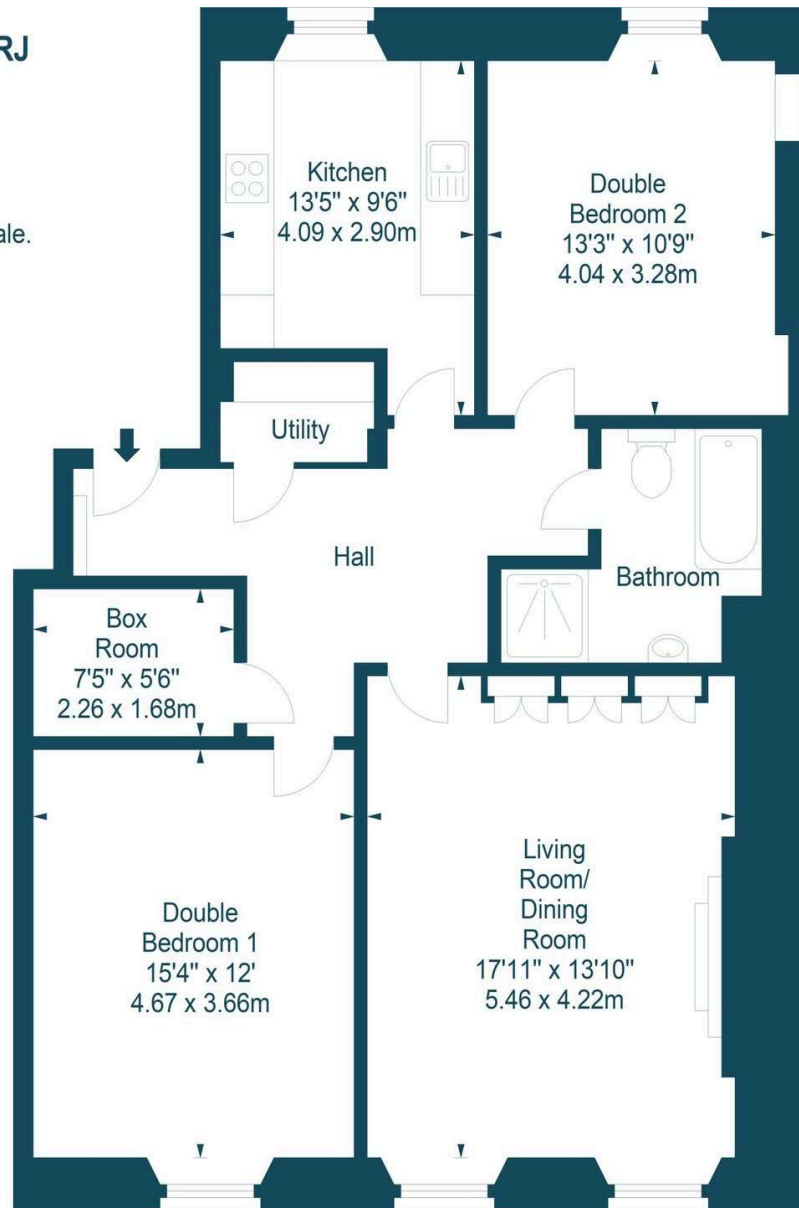 RJ
ale.
Kitchen
13'5" x 9'6"
4.09 x 2.90m
Double
Bedroom 2
13'3" x 10'9"
4.04 x 3.28m
Utility
Hall
Bathroom
Box
Room
7'5" x 5'6"
2.26 x 1.68m
Double
Bedroom 1
15'4" x 12'
4.67 x 3.66m
Living
Room/
Dining
Room
17'11" x 13'10"
5.46 x 4.22m